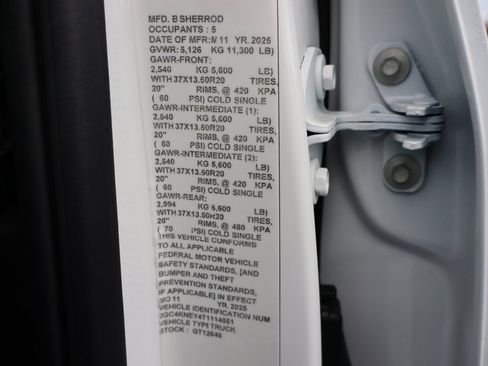 MFD. B SHERROD
OCCUPANTS : 5
DATE OF MFR:M 11 YR. 2025
GVWR: 5,126 KG 11,300 LB)
GAWR-FRONT:
2,540 KG 5,600 LB)
WITH 37X13.50R20 TIRES,
20" RIMS, @ 420 KPA
( 60 PSI) COLD SINGLE
GAWR-INTERMEDIATE (1):
2,540 KG 5,600 LB)
WITH 37X13.50R20 TIRES,
20" RIMS, @ 420 KPA
( 60 PSI) COLD SINGLE
GAWR-INTERMEDIATE (2):
2,540 KG 5,600 LB)
WITH 37X13.50R20 TIRES,
20" RIMS, @ 420 KPA
( 60 PSI) COLD SINGLE
GAWR-REAR:
2,994 KG 6,600 LB)
WITH 37X13.50R20 TIRES,
20" RIMS, @ 480 KPA
( 70 PSI) COLD SINGLE
THIS VEHICLE CONFORMS
TO ALL APPLICABLE
FEDERAL MOTOR VEHICLE
SAFETY STANDARDS, [AND
BUMPER AND THEFT
PREVENTION STANDARDS,
IF APPLICABLE] IN EFFECT
MO 11 YR. 2025
VEHICLE IDENTIFICATION NUM
2GC4KNEY4T1114051
VEHICLE TYPE TRUCK
STOCK : GT12646